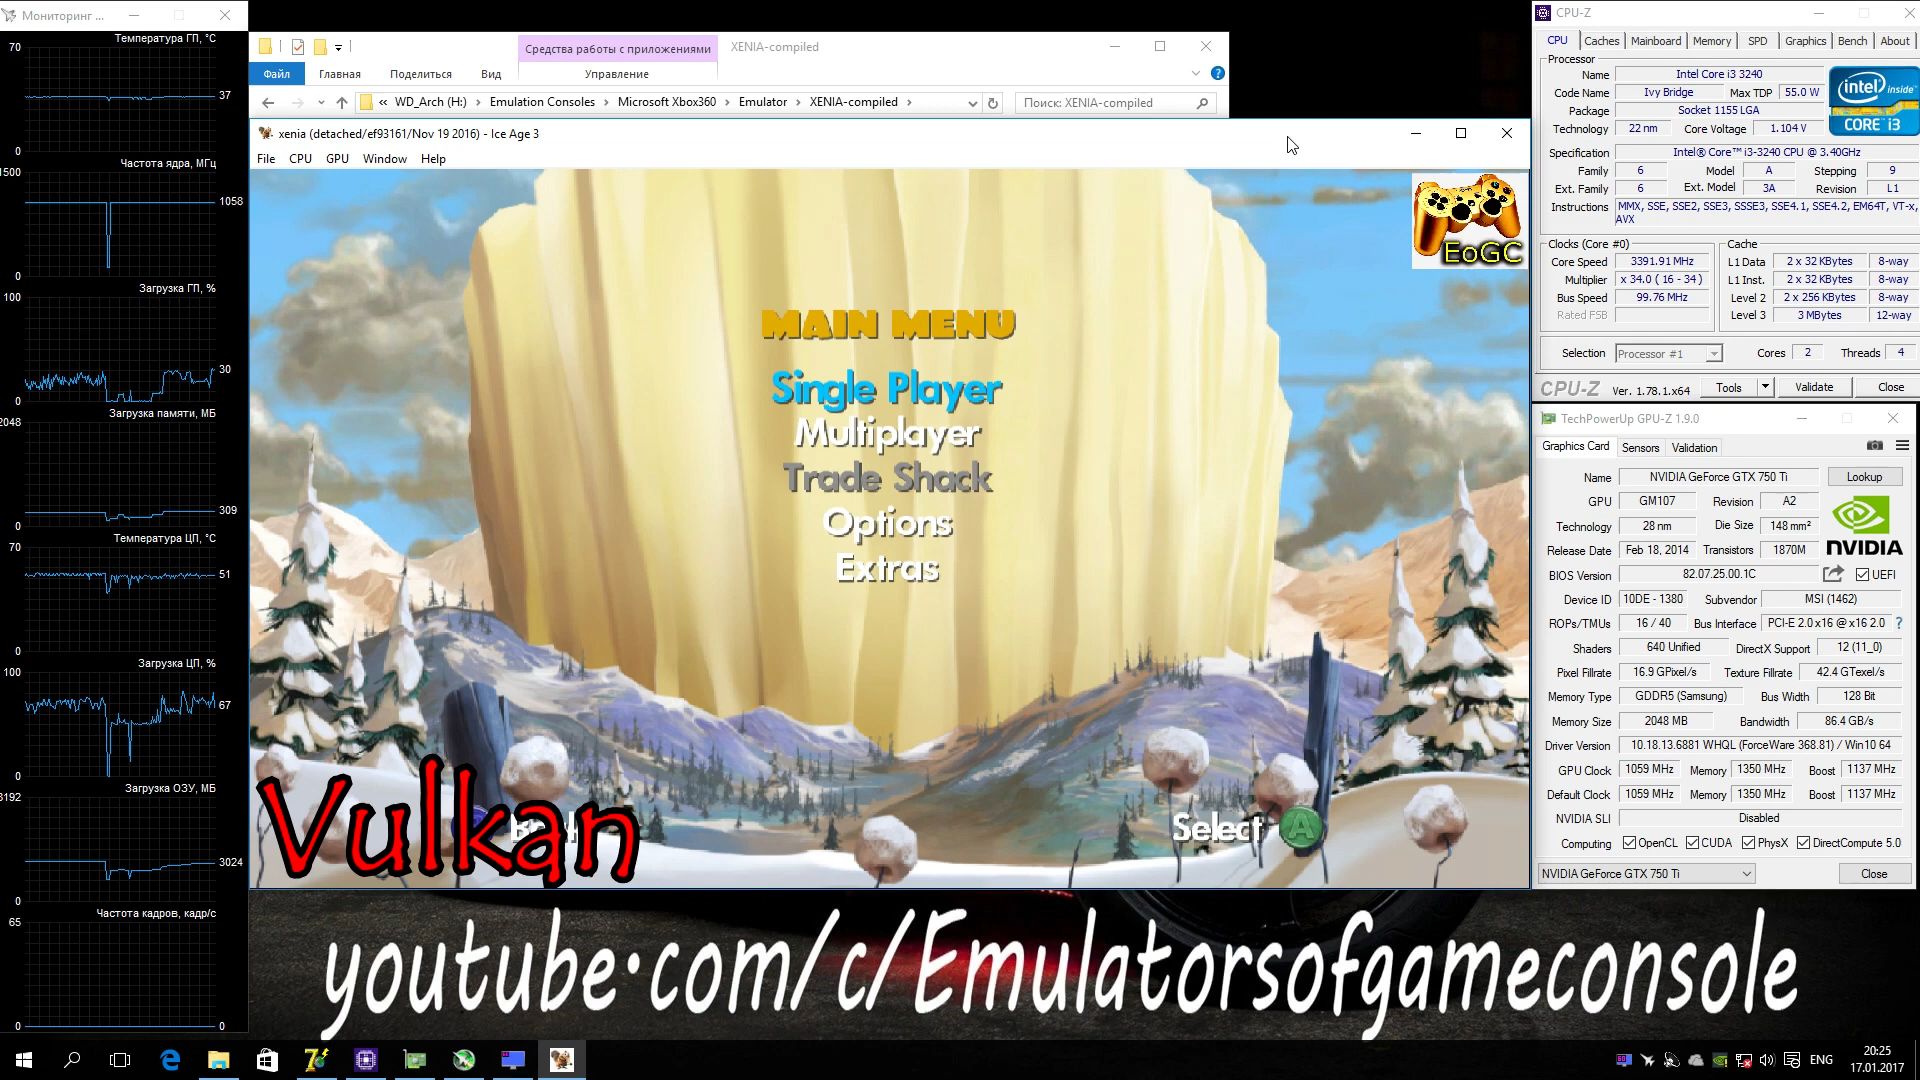 Мониторинг ...
Температура ГП, °C
70
37
0
Частота ядра, МГц
1500
1058
0
Загрузка ГП, %
100
30
0
Загрузка памяти, МБ
2048
309
0
Температура ЦП, °C
70
51
0
Загрузка ЦП, %
100
67
0
Загрузка ОЗУ, МБ
8192
3024
0
Частота кадров, кадр/с
65
0
0
Средства работы с приложениями
XENIA-compiled
Файл
Главная
Поделиться
Вид
Управление
« WD_Arch (H:) › Emulation Consoles › Microsoft Xbox360 › Emulator › XENIA-compiled ›
Поиск: XENIA-compiled
xenia (detached/ef93161/Nov 19 2016) - Ice Age 3
File CPU GPU Window Help
EoGC
MAIN MENU
Single Player
Multiplayer
Trade Shack
Options
Extras
Select A
Vulkan
youtube.com/c/Emulatorsofgameconsole
CPU-Z
CPU Caches Mainboard Memory SPD Graphics Bench About
Processor
Name Intel Core i3 3240
Code Name Ivy Bridge Max TDP 55.0 W
Package Socket 1155 LGA
Technology 22 nm Core Voltage 1.104 V
intel inside™
CORE i3
Specification Intel® Core™ i3-3240 CPU @ 3.40GHz
Family 6 Model A Stepping 9
Ext. Family 6 Ext. Model 3A Revision L1
Instructions MMX, SSE, SSE2, SSE3, SSSE3, SSE4.1, SSE4.2, EM64T, VT-x,
AVX
Clocks (Core #0)
Core Speed 3391.91 MHz
Multiplier x 34.0 ( 16 - 34 )
Bus Speed 99.76 MHz
Rated FSB
Cache
L1 Data 2 x 32 KBytes 8-way
L1 Inst. 2 x 32 KBytes 8-way
Level 2 2 x 256 KBytes 8-way
Level 3 3 MBytes 12-way
Selection Processor #1 Cores 2 Threads 4
CPU-Z Ver. 1.78.1.x64 Tools Validate Close
TechPowerUp GPU-Z 1.9.0
Graphics Card Sensors Validation
Name NVIDIA GeForce GTX 750 Ti Lookup
GPU GM107 Revision A2
Technology 28 nm Die Size 148 mm²
Release Date Feb 18, 2014 Transistors 1870M
NVIDIA
BIOS Version 82.07.25.00.1C UEFI
Device ID 10DE - 1380 Subvendor MSI (1462)
ROPs/TMUs 16 / 40 Bus Interface PCI-E 2.0 x16 @ x16 2.0 ?
Shaders 640 Unified DirectX Support 12 (11_0)
Pixel Fillrate 16.9 GPixel/s Texture Fillrate 42.4 GTexel/s
Memory Type GDDR5 (Samsung) Bus Width 128 Bit
Memory Size 2048 MB Bandwidth 86.4 GB/s
Driver Version 10.18.13.6881 WHQL (ForceWare 368.81) / Win10 64
GPU Clock 1059 MHz Memory 1350 MHz Boost 1137 MHz
Default Clock 1059 MHz Memory 1350 MHz Boost 1137 MHz
NVIDIA SLI Disabled
Computing OpenCL CUDA PhysX DirectCompute 5.0
NVIDIA GeForce GTX 750 Ti Close
ENG
20:25
17.01.2017